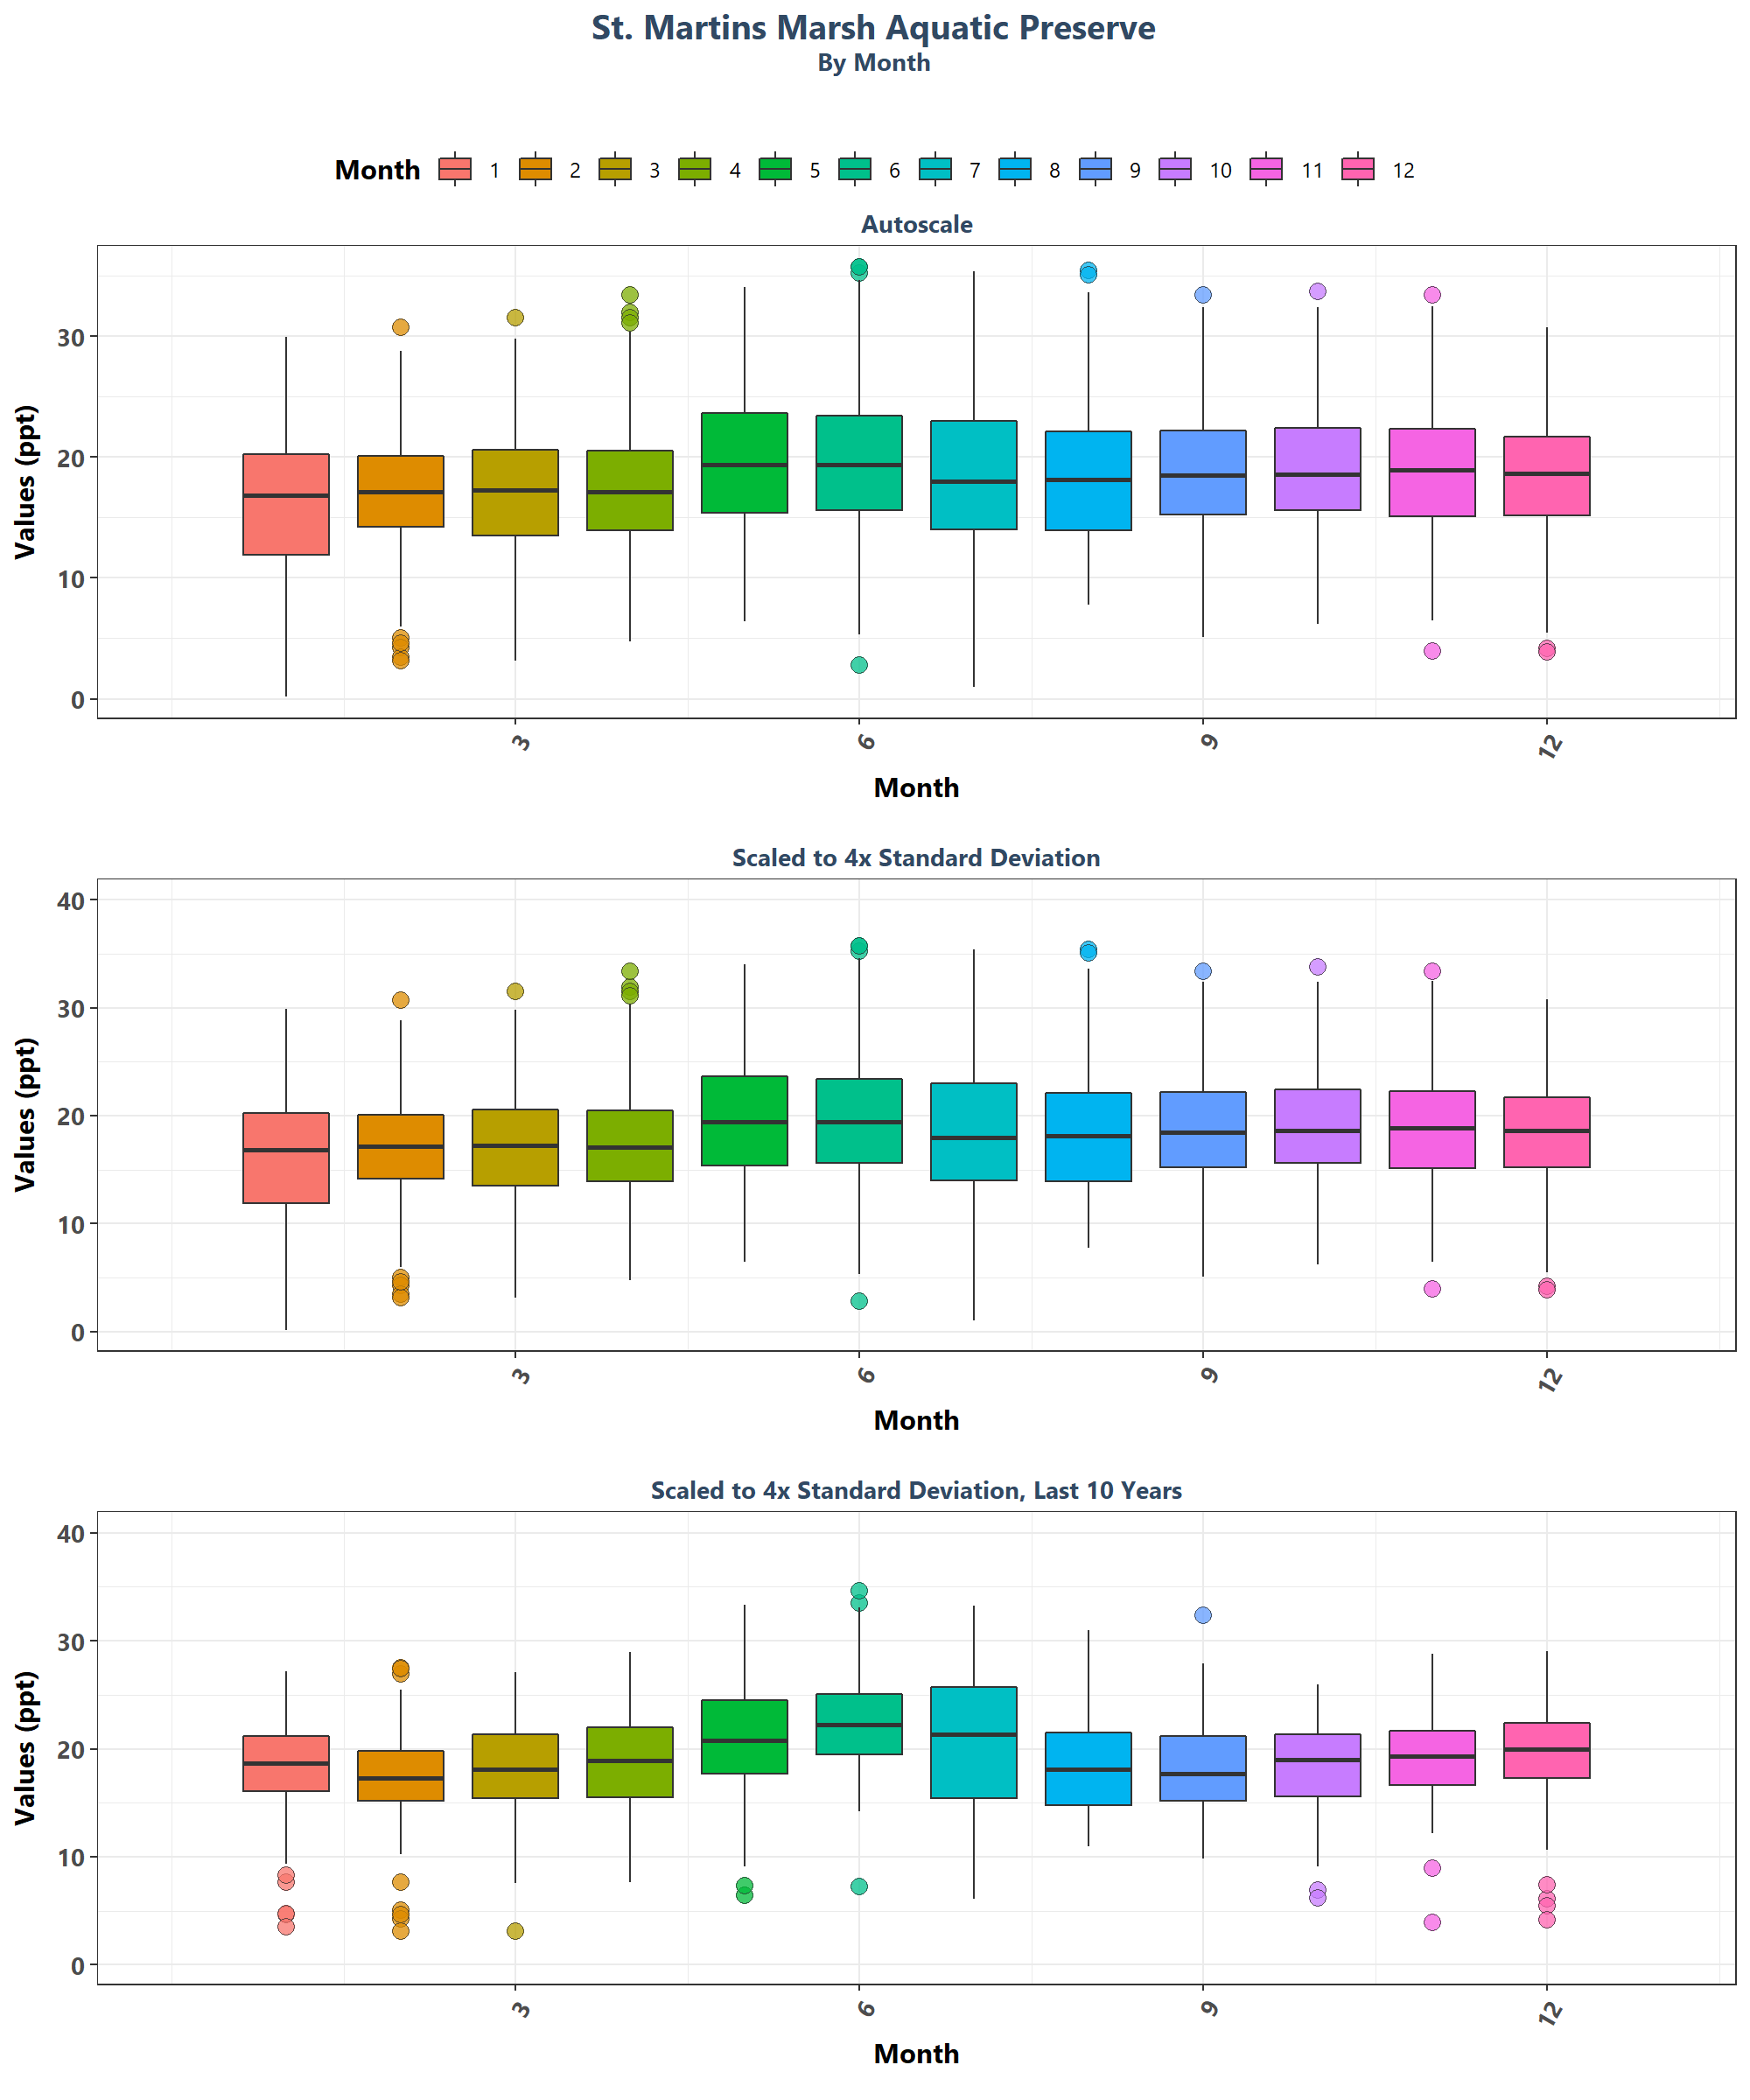 St. Martins Marsh Aquatic Preserve
By Month
Month 1 2 3 4 5 6 7 8 9 10 11 12
Autoscale
Values (ppt)
30
20
10
0
3 6 9 12
Month
Scaled to 4x Standard Deviation
Values (ppt)
40
30
20
10
0
3 6 9 12
Month
Scaled to 4x Standard Deviation, Last 10 Years
Values (ppt)
40
30
20
10
0
3 6 9 12
Month